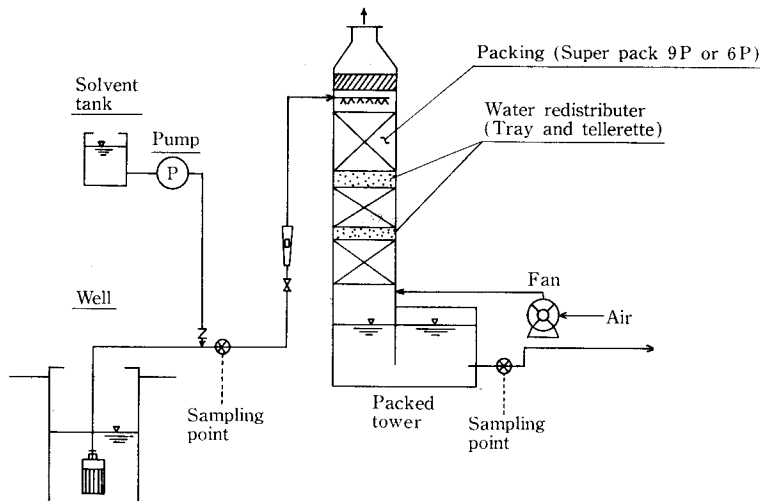 Packing (Super pack 9P or 6P)
Solvent
tank
Water redistributer
(Tray and tellerette)
Pump
P
Fan
Well
Air
Sampling
point
Packed
tower
Sampling
point